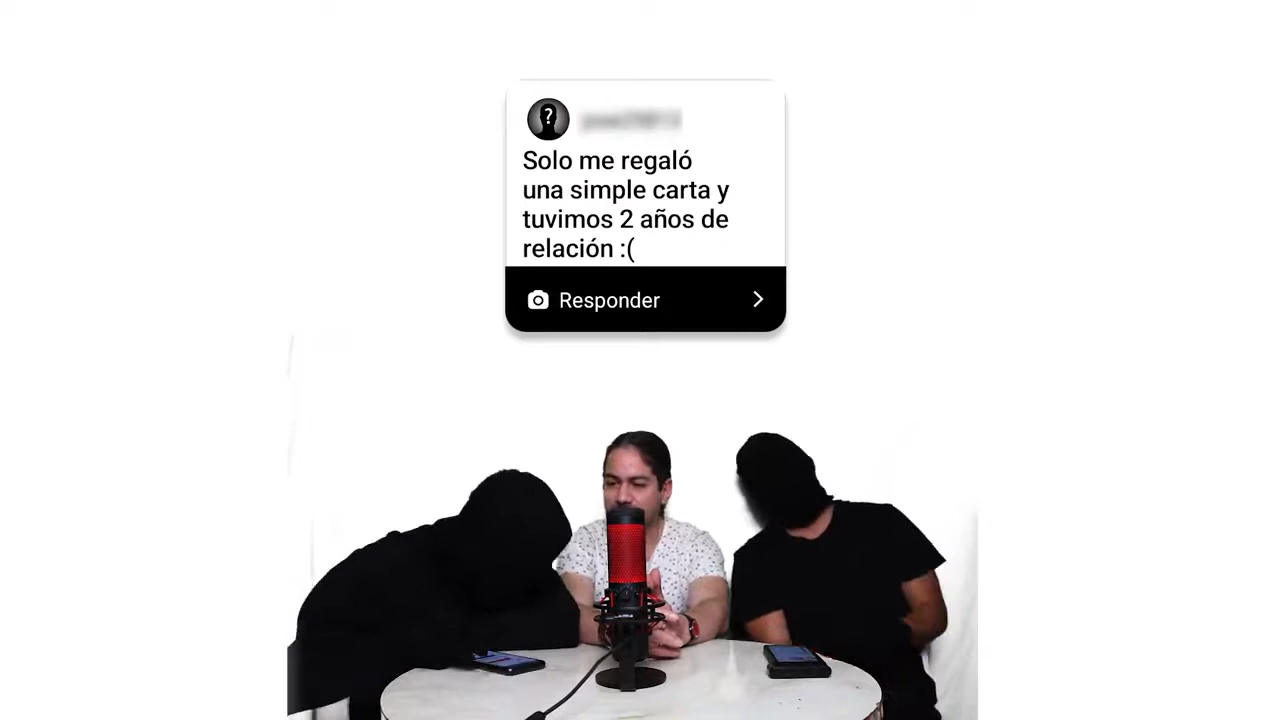 Solo me regaló
una simple carta y
tuvimos 2 años de
relación :(
Responder